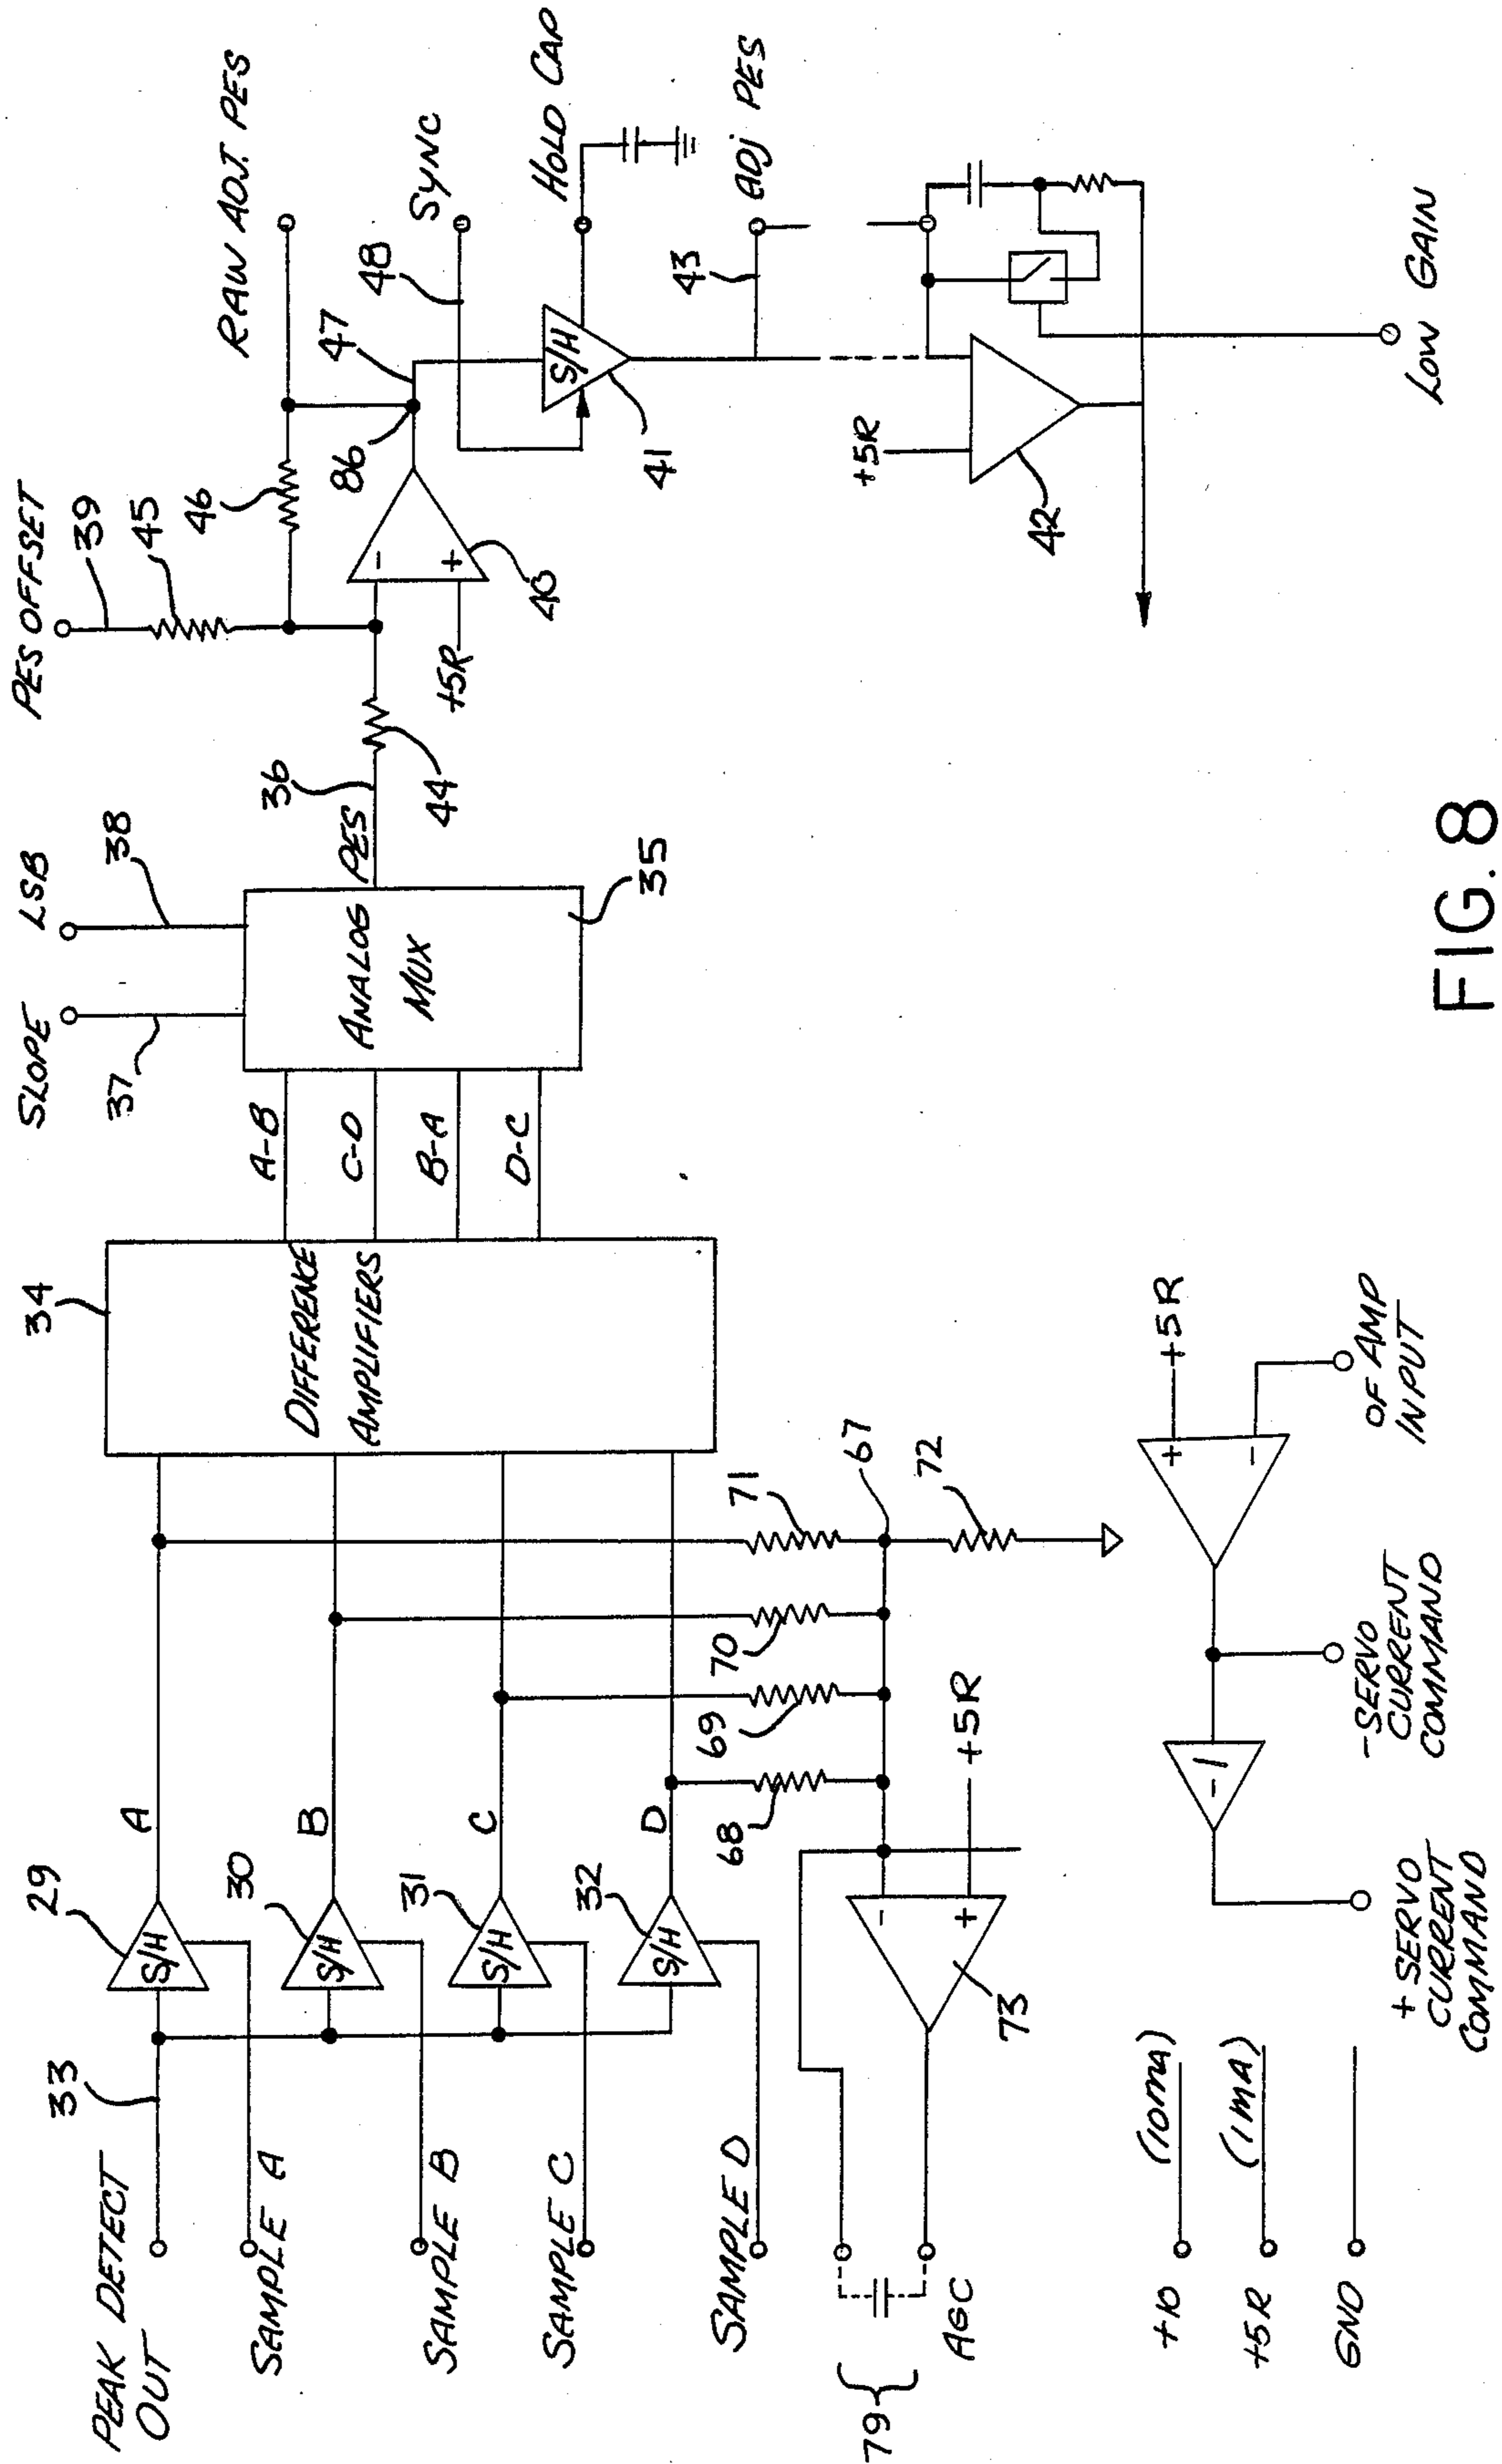 PEAK DETECT
OUT
33
SAMPLE A
SAMPLE B
SAMPLE C
SAMPLE D
29
S/H
A
30
S/H
B
31
S/H
C
32
S/H
D
34
DIFFERENCE
AMPLIFIERS
A-B
C-D
B-A
D-C
SLOPE
37
LSB
38
ANALOG
MUX
35
PES
36
44
PES OFFSET
39
45
46
-
+
+5R
40
86
47
RAW ADJ. PES
48
SYNC
S/H
41
HOLD CAP
43
ADJ PES
+5R
42
LOW GAIN
68
69
70
71
67
72
-
+
+5R
73
79
AGC
+10 (10mA)
+5R (1MA)
GND
+ SERVO
CURRENT
COMMAND
-1
-SERVO
CURRENT
COMMAND
+
-
+5R
OF AMP
INPUT
FIG. 8